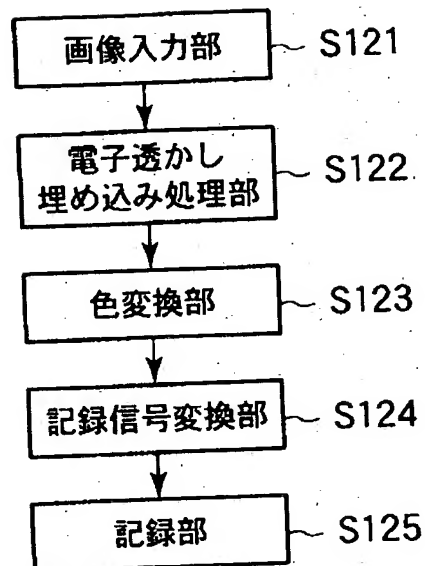 画像入力部 S121
電子透かし
埋め込み処理部 S122
色変換部 S123
記録信号変換部 S124
記録部 S125